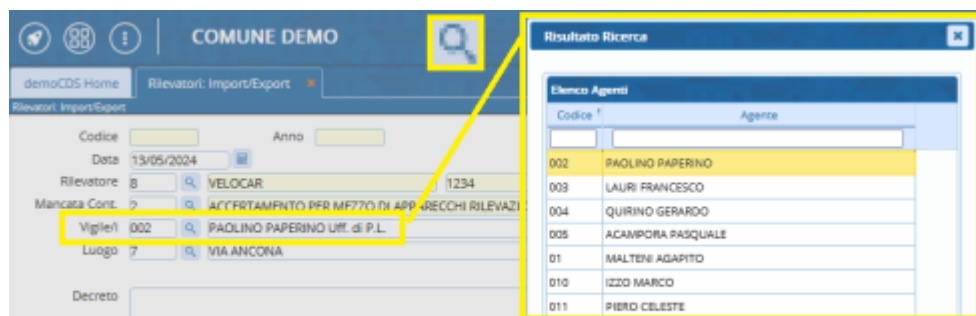 COMUNE DEMO
demoCDS Home
Rilevatori: Import/Export
Rilevatori: Import/Export
Codice
Anno
Data 13/05/2024
Rilevatore 8 VELOCAR 1234
Mancata Cont. 2 ACCERTAMENTO PER MEZZO DI APPARECCHI RILEVAZI
Vigile/i 002 PAOLINO PAPERINO Uff. di P.L.
Luogo 7 VIA ANCONA
Decreto
Risultato Ricerca
Elenco Agenti
Codice Agente
002 PAOLINO PAPERINO
003 LAURI FRANCESCO
004 QUIRINO GERARDO
005 ACAMPORA PASQUALE
01 MALTENI AGAPITO
010 IZZO MARCO
011 PIERO CELESTE